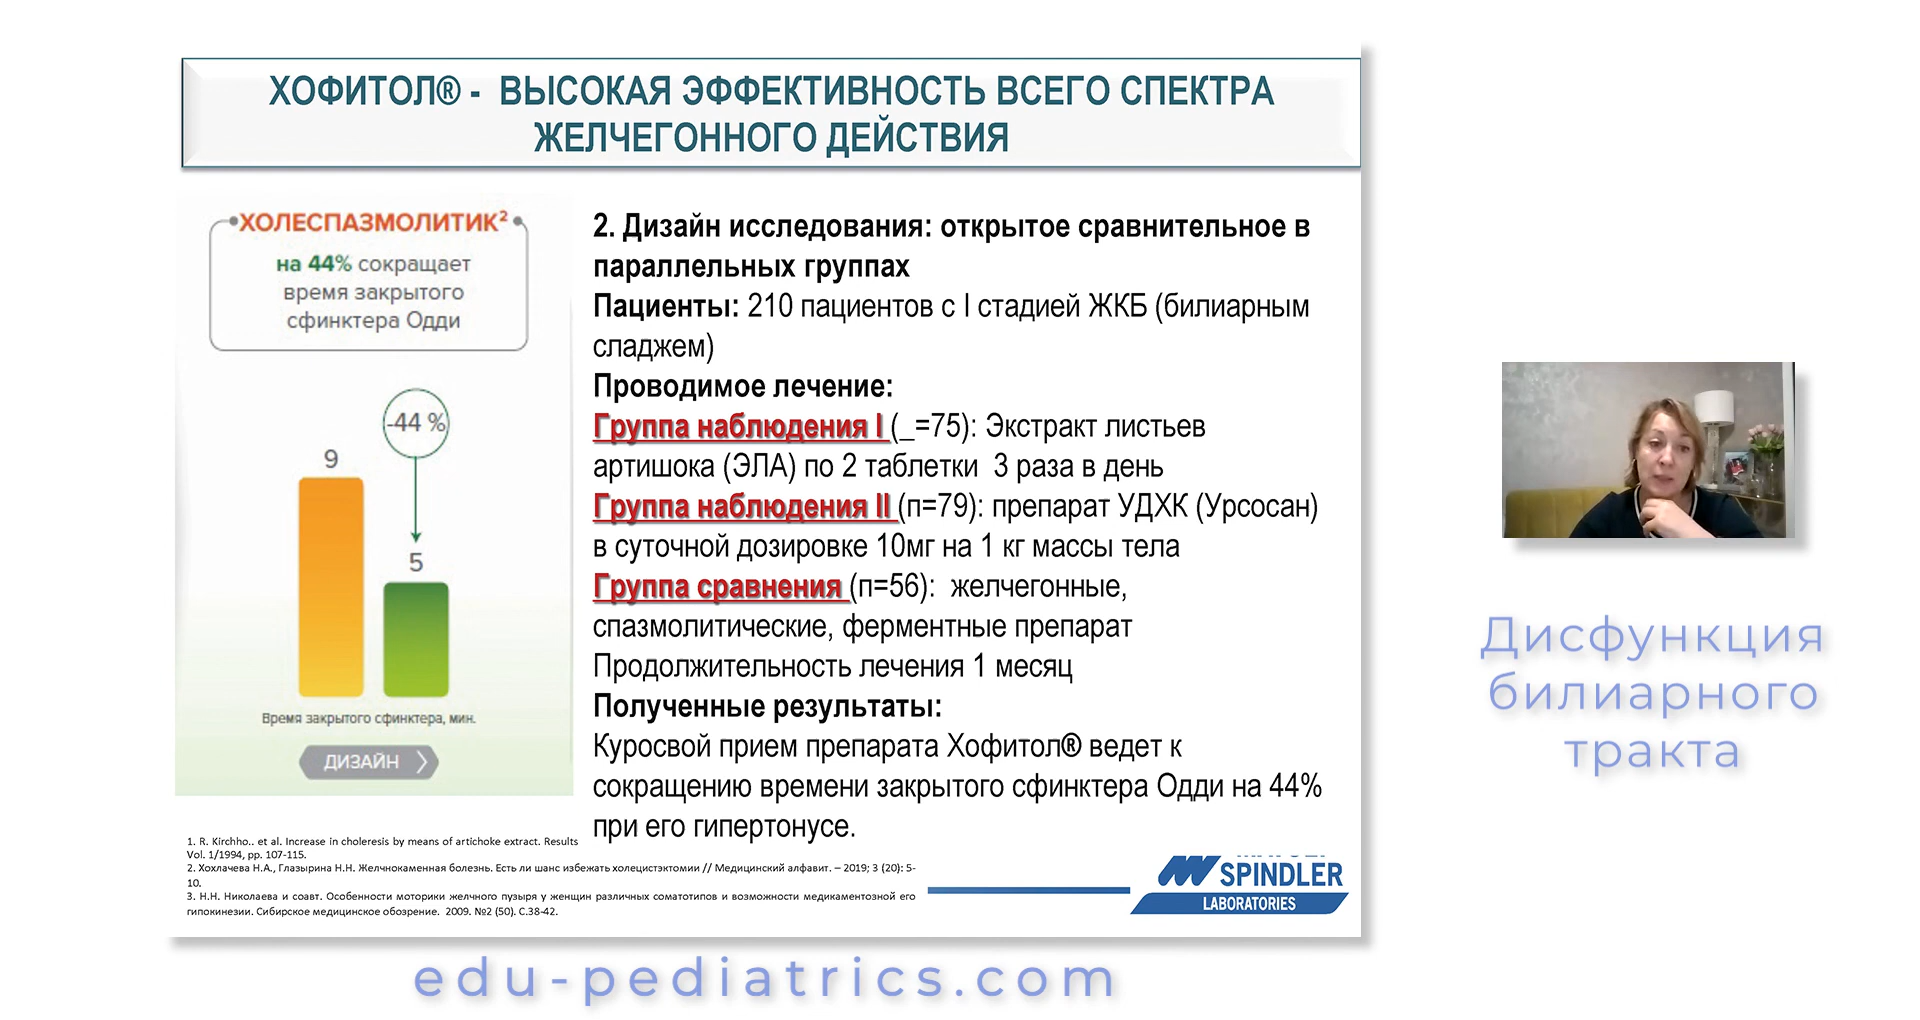 ХОФИТОЛ® - ВЫСОКАЯ ЭФФЕКТИВНОСТЬ ВСЕГО СПЕКТРА
ЖЕЛЧЕГОННОГО ДЕЙСТВИЯ
ХОЛЕСПАЗМОЛИТИК²
на 44% сокращает
время закрытого
сфинктера Одди
-44 %
9
5
Время закрытого сфинктера, мин.
ДИЗАЙН
2. Дизайн исследования: открытое сравнительное в
параллельных группах
Пациенты: 210 пациентов с I стадией ЖКБ (билиарным
сладжем)
Проводимое лечение:
Группа наблюдения I (_=75): Экстракт листьев
артишока (ЭЛА) по 2 таблетки 3 раза в день
Группа наблюдения II (п=79): препарат УДХК (Урсосан)
в суточной дозировке 10мг на 1 кг массы тела
Группа сравнения (п=56): желчегонные,
спазмолитические, ферментные препарат
Продолжительность лечения 1 месяц
Полученные результаты:
Куросвой прием препарата Хофитол® ведет к
сокращению времени закрытого сфинктера Одди на 44%
при его гипертонусе.
1. R. Kirchho.. et al. Increase in choleresis by means of artichoke extract. Results
Vol. 1/1994, pp. 107-115.
2. Хохлачева Н.А., Глазырина Н.Н. Желчнокаменная болезнь. Есть ли шанс избежать холецистэктомии // Медицинский алфавит. – 2019; 3 (20): 5-
10.
3. Н.Н. Николаева и соавт. Особенности моторики желчного пузыря у женщин различных соматотипов и возможности медикаментозной его
гипокинезии. Сибирское медицинское обозрение. 2009. №2 (50). С.38-42.
SPINDLER
LABORATORIES
Дисфункция
билиарного
тракта
edu-pediatrics.com